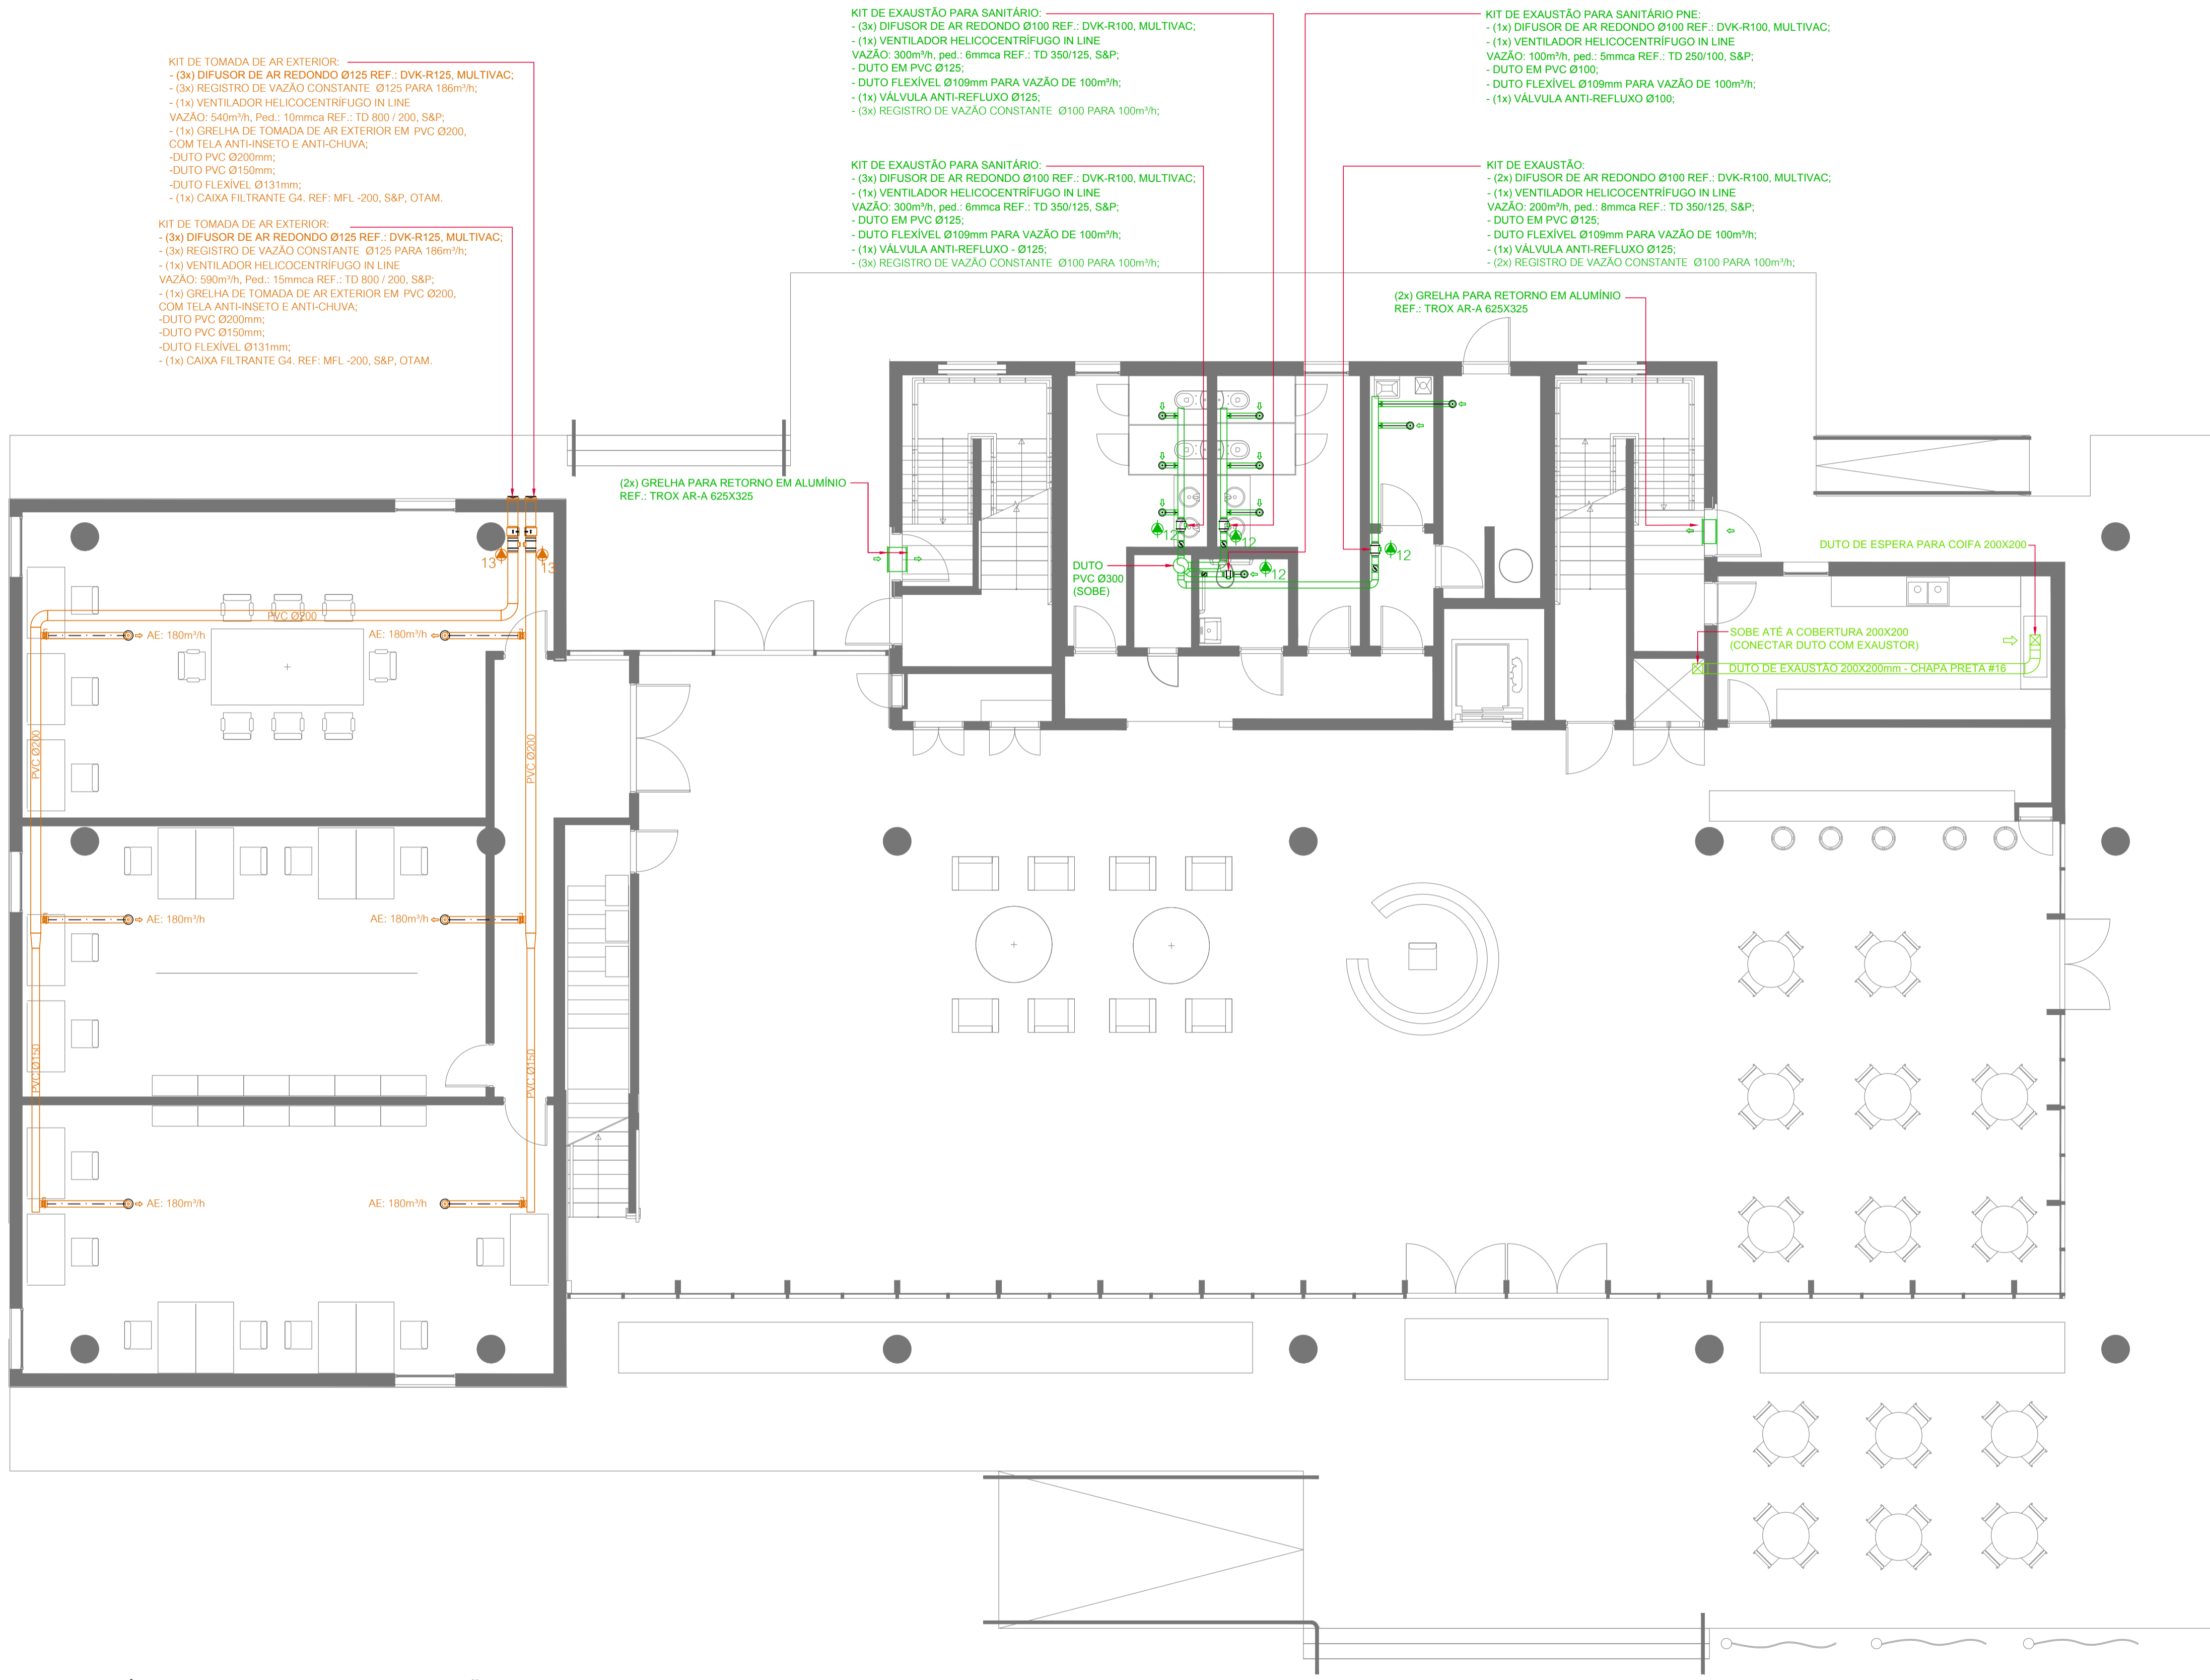 KIT DE TOMADA DE AR EXTERIOR:
- (3x) DIFUSOR DE AR REDONDO Ø125 REF.: DVK-R125, MULTIVAC;
- (3x) REGISTRO DE VAZÃO CONSTANTE Ø125 PARA 186m³/h;
- (1x) VENTILADOR HELICOCENTRÍFUGO IN LINE
VAZÃO: 540m³/h, Ped.: 10mmca REF.: TD 800 / 200, S&P;
- (1x) GRELHA DE TOMADA DE AR EXTERIOR EM PVC Ø200,
COM TELA ANTI-INSETO E ANTI-CHUVA;
-DUTO PVC Ø200mm;
-DUTO PVC Ø150mm;
-DUTO FLEXÍVEL Ø131mm;
- (1x) CAIXA FILTRANTE G4. REF: MFL -200, S&P, OTAM.
KIT DE TOMADA DE AR EXTERIOR:
- (3x) DIFUSOR DE AR REDONDO Ø125 REF.: DVK-R125, MULTIVAC;
- (3x) REGISTRO DE VAZÃO CONSTANTE Ø125 PARA 186m³/h;
- (1x) VENTILADOR HELICOCENTRÍFUGO IN LINE
VAZÃO: 590m³/h, Ped.: 15mmca REF.: TD 800 / 200, S&P;
- (1x) GRELHA DE TOMADA DE AR EXTERIOR EM PVC Ø200,
COM TELA ANTI-INSETO E ANTI-CHUVA;
-DUTO PVC Ø200mm;
-DUTO PVC Ø150mm;
-DUTO FLEXÍVEL Ø131mm;
- (1x) CAIXA FILTRANTE G4. REF: MFL -200, S&P, OTAM.
KIT DE EXAUSTÃO PARA SANITÁRIO:
- (3x) DIFUSOR DE AR REDONDO Ø100 REF.: DVK-R100, MULTIVAC;
- (1x) VENTILADOR HELICOCENTRÍFUGO IN LINE
VAZÃO: 300m³/h, ped.: 6mmca REF.: TD 350/125, S&P;
- DUTO EM PVC Ø125;
- DUTO FLEXÍVEL Ø109mm PARA VAZÃO DE 100m³/h;
- (1x) VÁLVULA ANTI-REFLUXO Ø125;
- (3x) REGISTRO DE VAZÃO CONSTANTE Ø100 PARA 100m³/h;
KIT DE EXAUSTÃO PARA SANITÁRIO PNE:
- (1x) DIFUSOR DE AR REDONDO Ø100 REF.: DVK-R100, MULTIVAC;
- (1x) VENTILADOR HELICOCENTRÍFUGO IN LINE
VAZÃO: 100m³/h, ped.: 5mmca REF.: TD 250/100, S&P;
- DUTO EM PVC Ø100;
- DUTO FLEXÍVEL Ø109mm PARA VAZÃO DE 100m³/h;
- (1x) VÁLVULA ANTI-REFLUXO Ø100;
KIT DE EXAUSTÃO PARA SANITÁRIO:
- (3x) DIFUSOR DE AR REDONDO Ø100 REF.: DVK-R100, MULTIVAC;
- (1x) VENTILADOR HELICOCENTRÍFUGO IN LINE
VAZÃO: 300m³/h, ped.: 6mmca REF.: TD 350/125, S&P;
- DUTO EM PVC Ø125;
- DUTO FLEXÍVEL Ø109mm PARA VAZÃO DE 100m³/h;
- (1x) VÁLVULA ANTI-REFLUXO - Ø125;
- (3x) REGISTRO DE VAZÃO CONSTANTE Ø100 PARA 100m³/h;
KIT DE EXAUSTÃO:
- (2x) DIFUSOR DE AR REDONDO Ø100 REF.: DVK-R100, MULTIVAC;
- (1x) VENTILADOR HELICOCENTRÍFUGO IN LINE
VAZÃO: 200m³/h, ped.: 8mmca REF.: TD 350/125, S&P;
- DUTO EM PVC Ø125;
- DUTO FLEXÍVEL Ø109mm PARA VAZÃO DE 100m³/h;
- (1x) VÁLVULA ANTI-REFLUXO Ø125;
- (2x) REGISTRO DE VAZÃO CONSTANTE Ø100 PARA 100m³/h;
(2x) GRELHA PARA RETORNO EM ALUMÍNIO
REF.: TROX AR-A 625X325
(2x) GRELHA PARA RETORNO EM ALUMÍNIO
REF.: TROX AR-A 625X325
12
12
12
12
13
13
DUTO
PVC Ø300
(SOBE)
DUTO DE ESPERA PARA COIFA 200X200
SOBE ATÉ A COBERTURA 200X200
(CONECTAR DUTO COM EXAUSTOR)
DUTO DE EXAUSTÃO 200X200mm - CHAPA PRETA #16
PVC Ø200
AE: 180m³/h
AE: 180m³/h
PVC Ø200
PVC Ø200
AE: 180m³/h
AE: 180m³/h
PVC Ø150
PVC Ø150
AE: 180m³/h
AE: 180m³/h